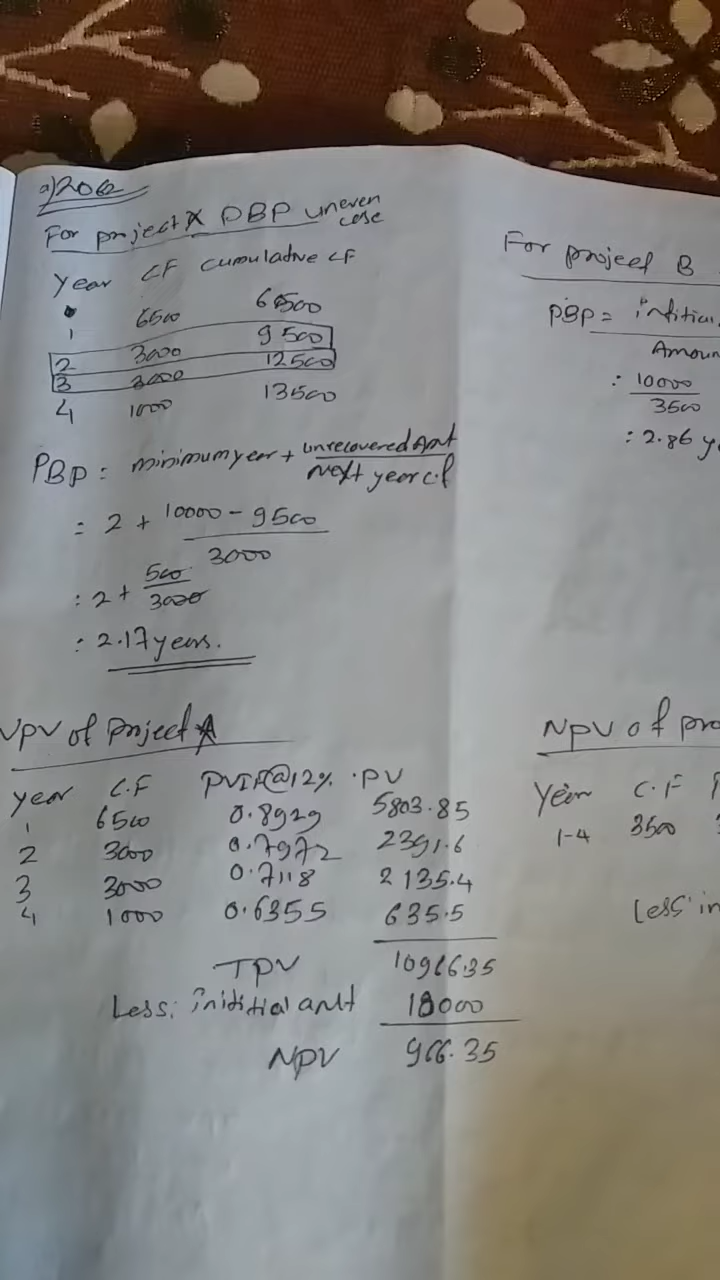 For project A PBP uneven case
Year CF Cumulative CF
1 6500 6500
2 3000 9500
3 3000 12500
4 1000 13500
PBP = minimum year + unrecovered Amt
Next year c.f
= 2 + 10000 - 9500
3000
= 2 + 500
3000
= 2.17 years.
NPV of project A
Year C.F PVIF@12% PV
1 6500 0.8929 5803.85
2 3000 0.7972 2391.6
3 3000 0.7118 2135.4
4 1000 0.6355 635.5
TPV 10966.35
Less: initial amt 10000
NPV 966.35
For project B
PBP =
Amoun
: 10000
3500
: 2.86 y
NPV of pro
Year C.F
1-4 3500
Less: in